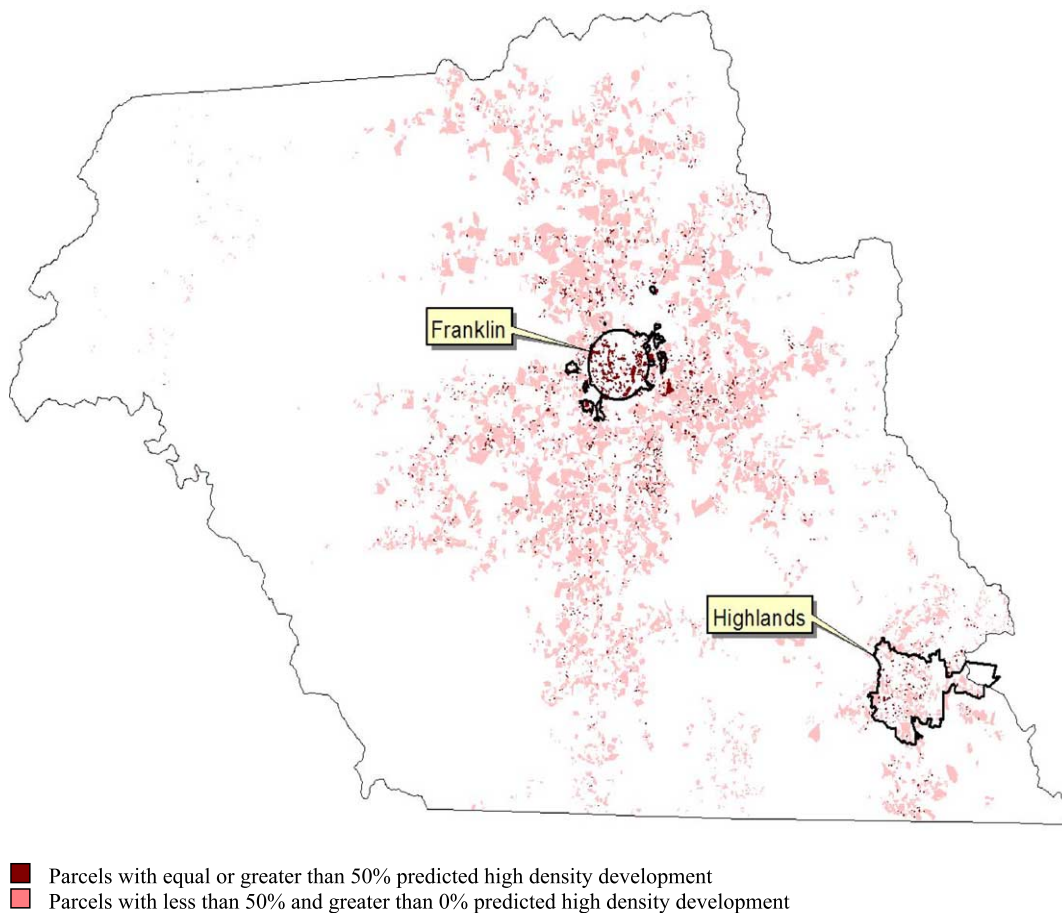 Franklin
Highlands
Parcels with equal or greater than 50% predicted high density development
Parcels with less than 50% and greater than 0% predicted high density development